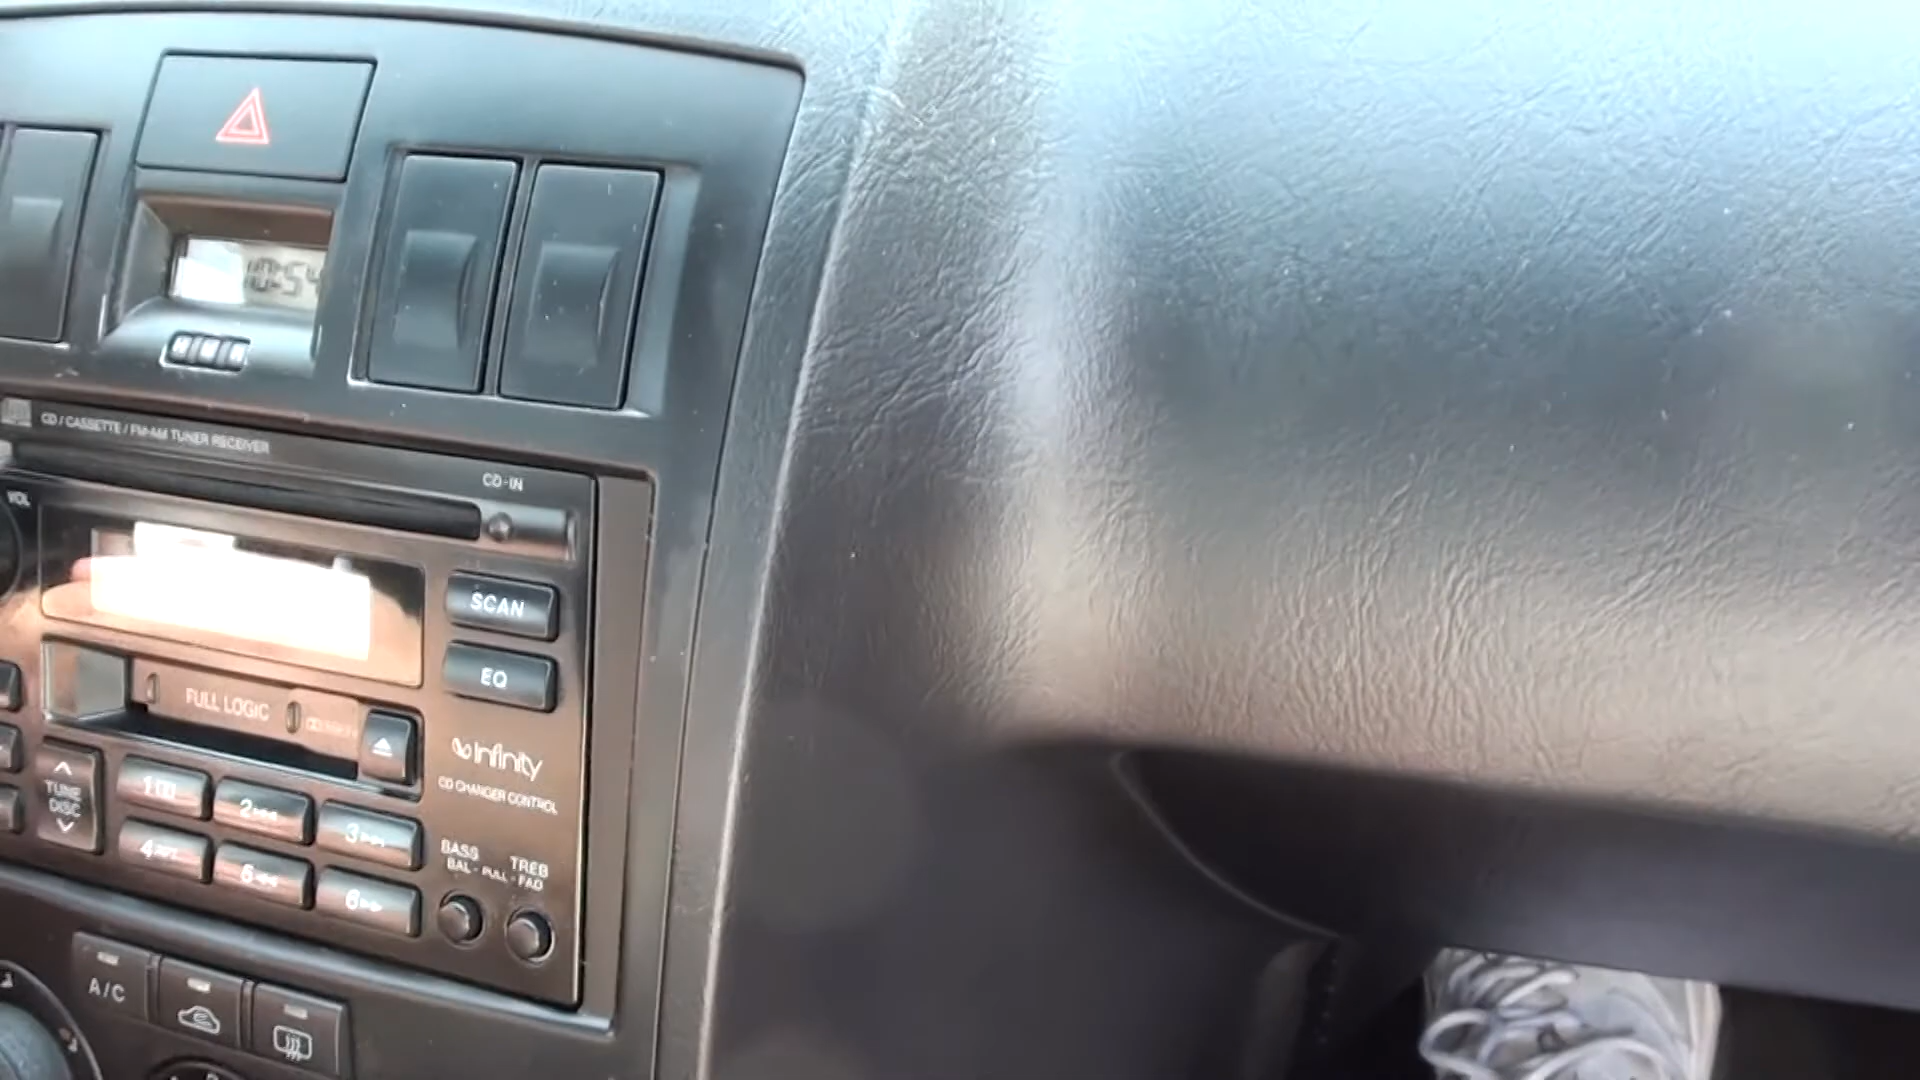 10:54
H M S
CD / CASSETTE / FM-AM TUNER RECEIVER
CD-IN
VOL
SCAN
EQ
FULL LOGIC
Infinity
CD CHANGER CONTROL
TUNE
DISC
1
2
3
4 RPT
5
6
BASS TREB
BAL - PULL - FAD
A/C